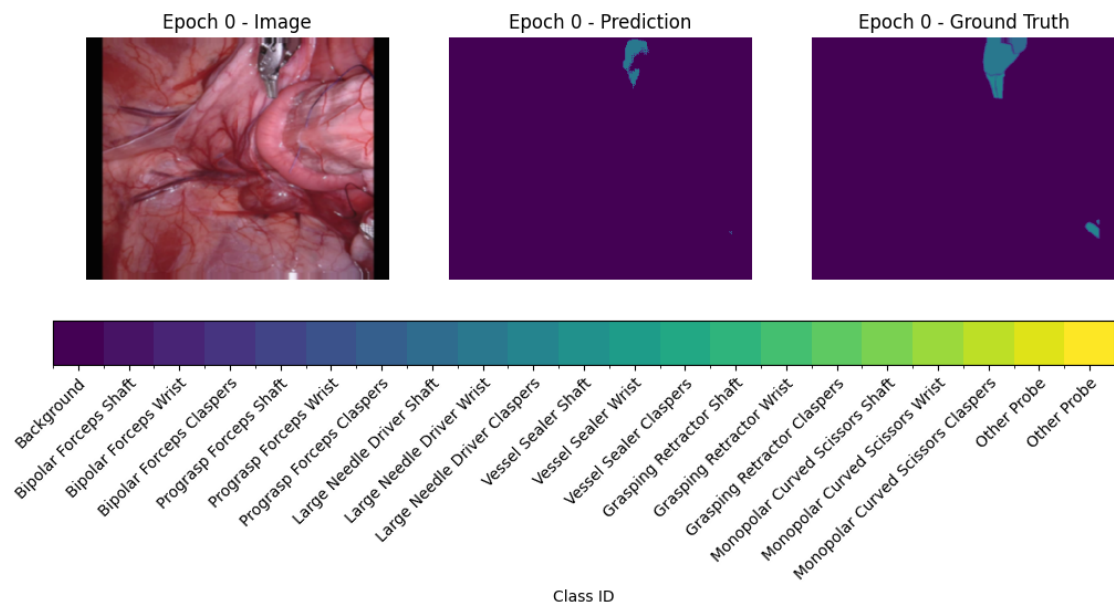 Epoch 0 - Image
Epoch 0 - Prediction
Epoch 0 - Ground Truth
Background
Bipolar Forceps Shaft
Bipolar Forceps Wrist
Bipolar Forceps Claspers
Prograsp Forceps Shaft
Prograsp Forceps Wrist
Prograsp Forceps Claspers
Large Needle Driver Shaft
Large Needle Driver Wrist
Large Needle Driver Claspers
Vessel Sealer Shaft
Vessel Sealer Wrist
Vessel Sealer Claspers
Grasping Retractor Shaft
Grasping Retractor Wrist
Grasping Retractor Claspers
Monopolar Curved Scissors Shaft
Monopolar Curved Scissors Wrist
Monopolar Curved Scissors Claspers
Other Probe
Other Probe
Class ID